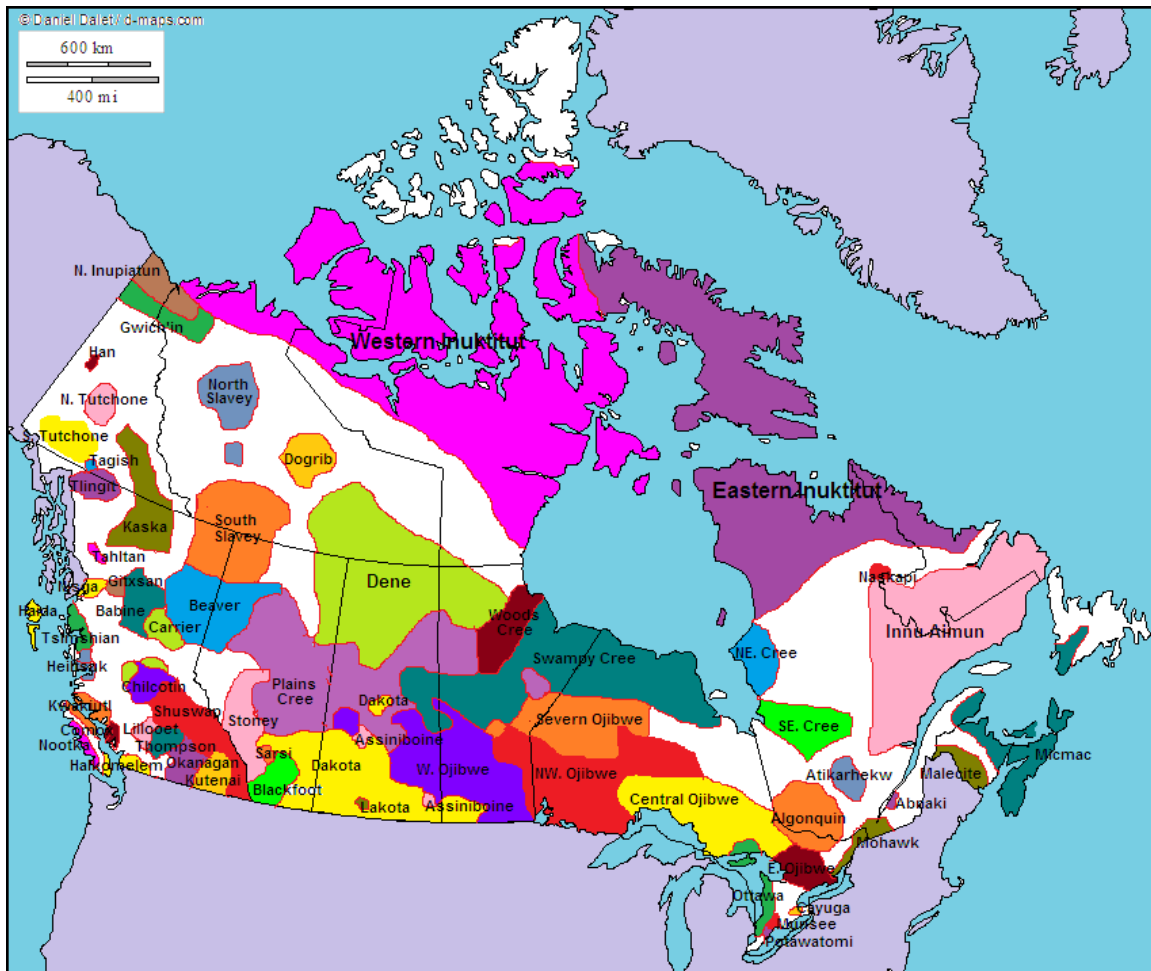 © Daniel Dalet / d-maps.com
600 km
400 mi
N. Inupiatun
Gwich'in
Han
North
Slavey
N. Tutchone
S. Tutchone
Tagish
Tlingit
Dogrib
Kaska
South
Slavey
Western Inuktitut
Eastern Inuktitut
Tahltan
Gitxsan
Nisga
Babine
Haida
Tsimshian
Carrier
Beaver
Dene
Woods
Cree
Swampy Cree
Naskapi
Innu Aimun
NE. Cree
SE. Cree
Heiltsuk
Chilcotin
Kwakiutl
Shuswap
Stoney
Plains
Cree
Dakota
Severn Ojibwe
Comox
Lillooet
Nootka
Thompson
Assiniboine
Halkomelem
Okanagan
Sarsi
Kutenai
Blackfoot
Dakota
W. Ojibwe
NW. Ojibwe
Lakota
Assiniboine
Central Ojibwe
Atikarhekw
Algonquin
Abnaki
Malecite
Micmac
Mohawk
E. Ojibwe
Ottawa
Cayuga
Munsee
Potawatomi